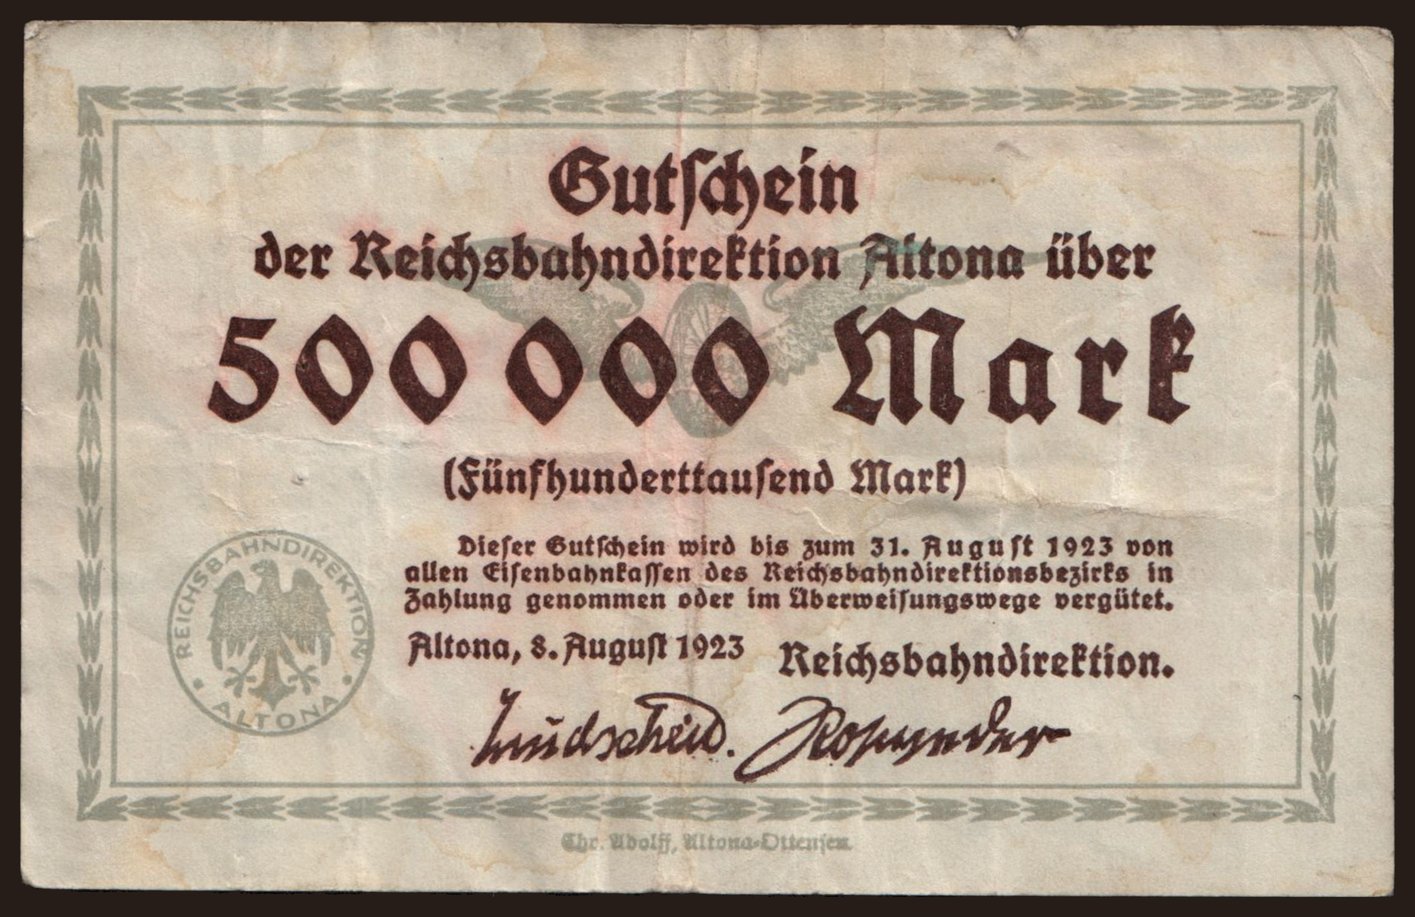 Gutschein
der Reichsbahndirektion Altona über
500 000 Mark
(Fünfhunderttausend Mark)
Dieser Gutschein wird bis zum 31. August 1923 von
allen Eisenbahnkassen des Reichsbahndirektionsbezirks in
Zahlung genommen oder im Überweisungswege vergütet.
Altona, 8. August 1923
Reichsbahndirektion.
REICHSBAHNDIREKTION
• ALTONA •
Chr. Adolff, Altona-Ottensen.